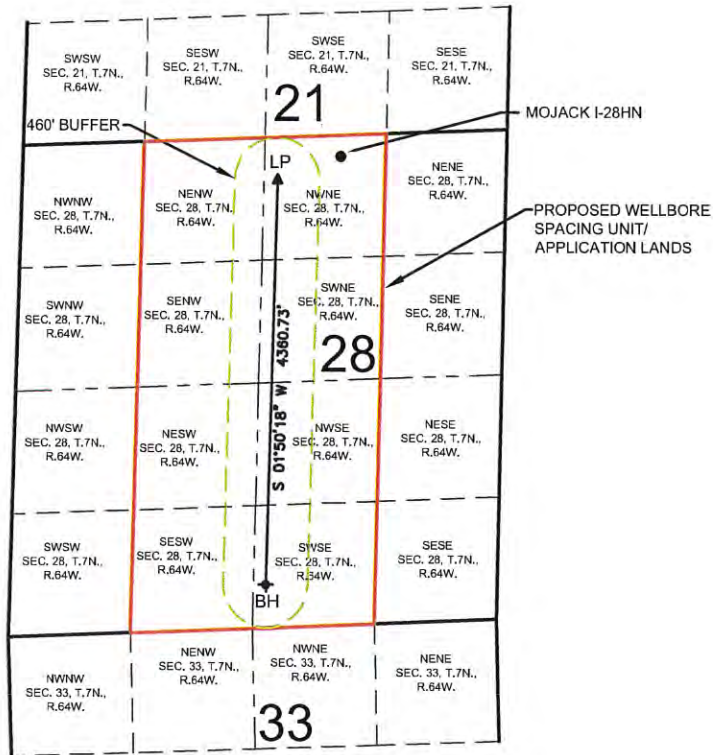 SWSW
SEC. 21, T.7N.,
R.64W.
SESW
SEC. 21, T.7N.,
R.64W.
SWSE
SEC. 21, T.7N.,
R.64W.
SESE
SEC. 21, T.7N.,
R.64W.
21
460' BUFFER
MOJACK I-28HN
LP
NWNW
SEC. 28, T.7N.,
R.64W.
NENW
SEC. 28, T.7N.,
R.64W.
NWNE
SEC. 28, T.7N.,
R.64W.
NENE
SEC. 28, T.7N.,
R.64W.
PROPOSED WELLBORE
SPACING UNIT/
APPLICATION LANDS
SWNW
SEC. 28, T.7N.,
R.64W.
SENW
SEC. 28, T.7N.,
R.64W.
SWNE
SEC. 28, T.7N.,
R.64W.
SENE
SEC. 28, T.7N.,
R.64W.
28
S 01°50'18" W 4360.73'
NWSW
SEC. 28, T.7N.,
R.64W.
NESW
SEC. 28, T.7N.,
R.64W.
NWSE
SEC. 28, T.7N.,
R.64W.
NESE
SEC. 28, T.7N.,
R.64W.
SWSW
SEC. 28, T.7N.,
R.64W.
SESW
SEC. 28, T.7N.,
R.64W.
SWSE
SEC. 28, T.7N.,
R.64W.
SESE
SEC. 28, T.7N.,
R.64W.
BH
NWNW
SEC. 33, T.7N.,
R.64W.
NENW
SEC. 33, T.7N.,
R.64W.
NWNE
SEC. 33, T.7N.,
R.64W.
NENE
SEC. 33, T.7N.,
R.64W.
33